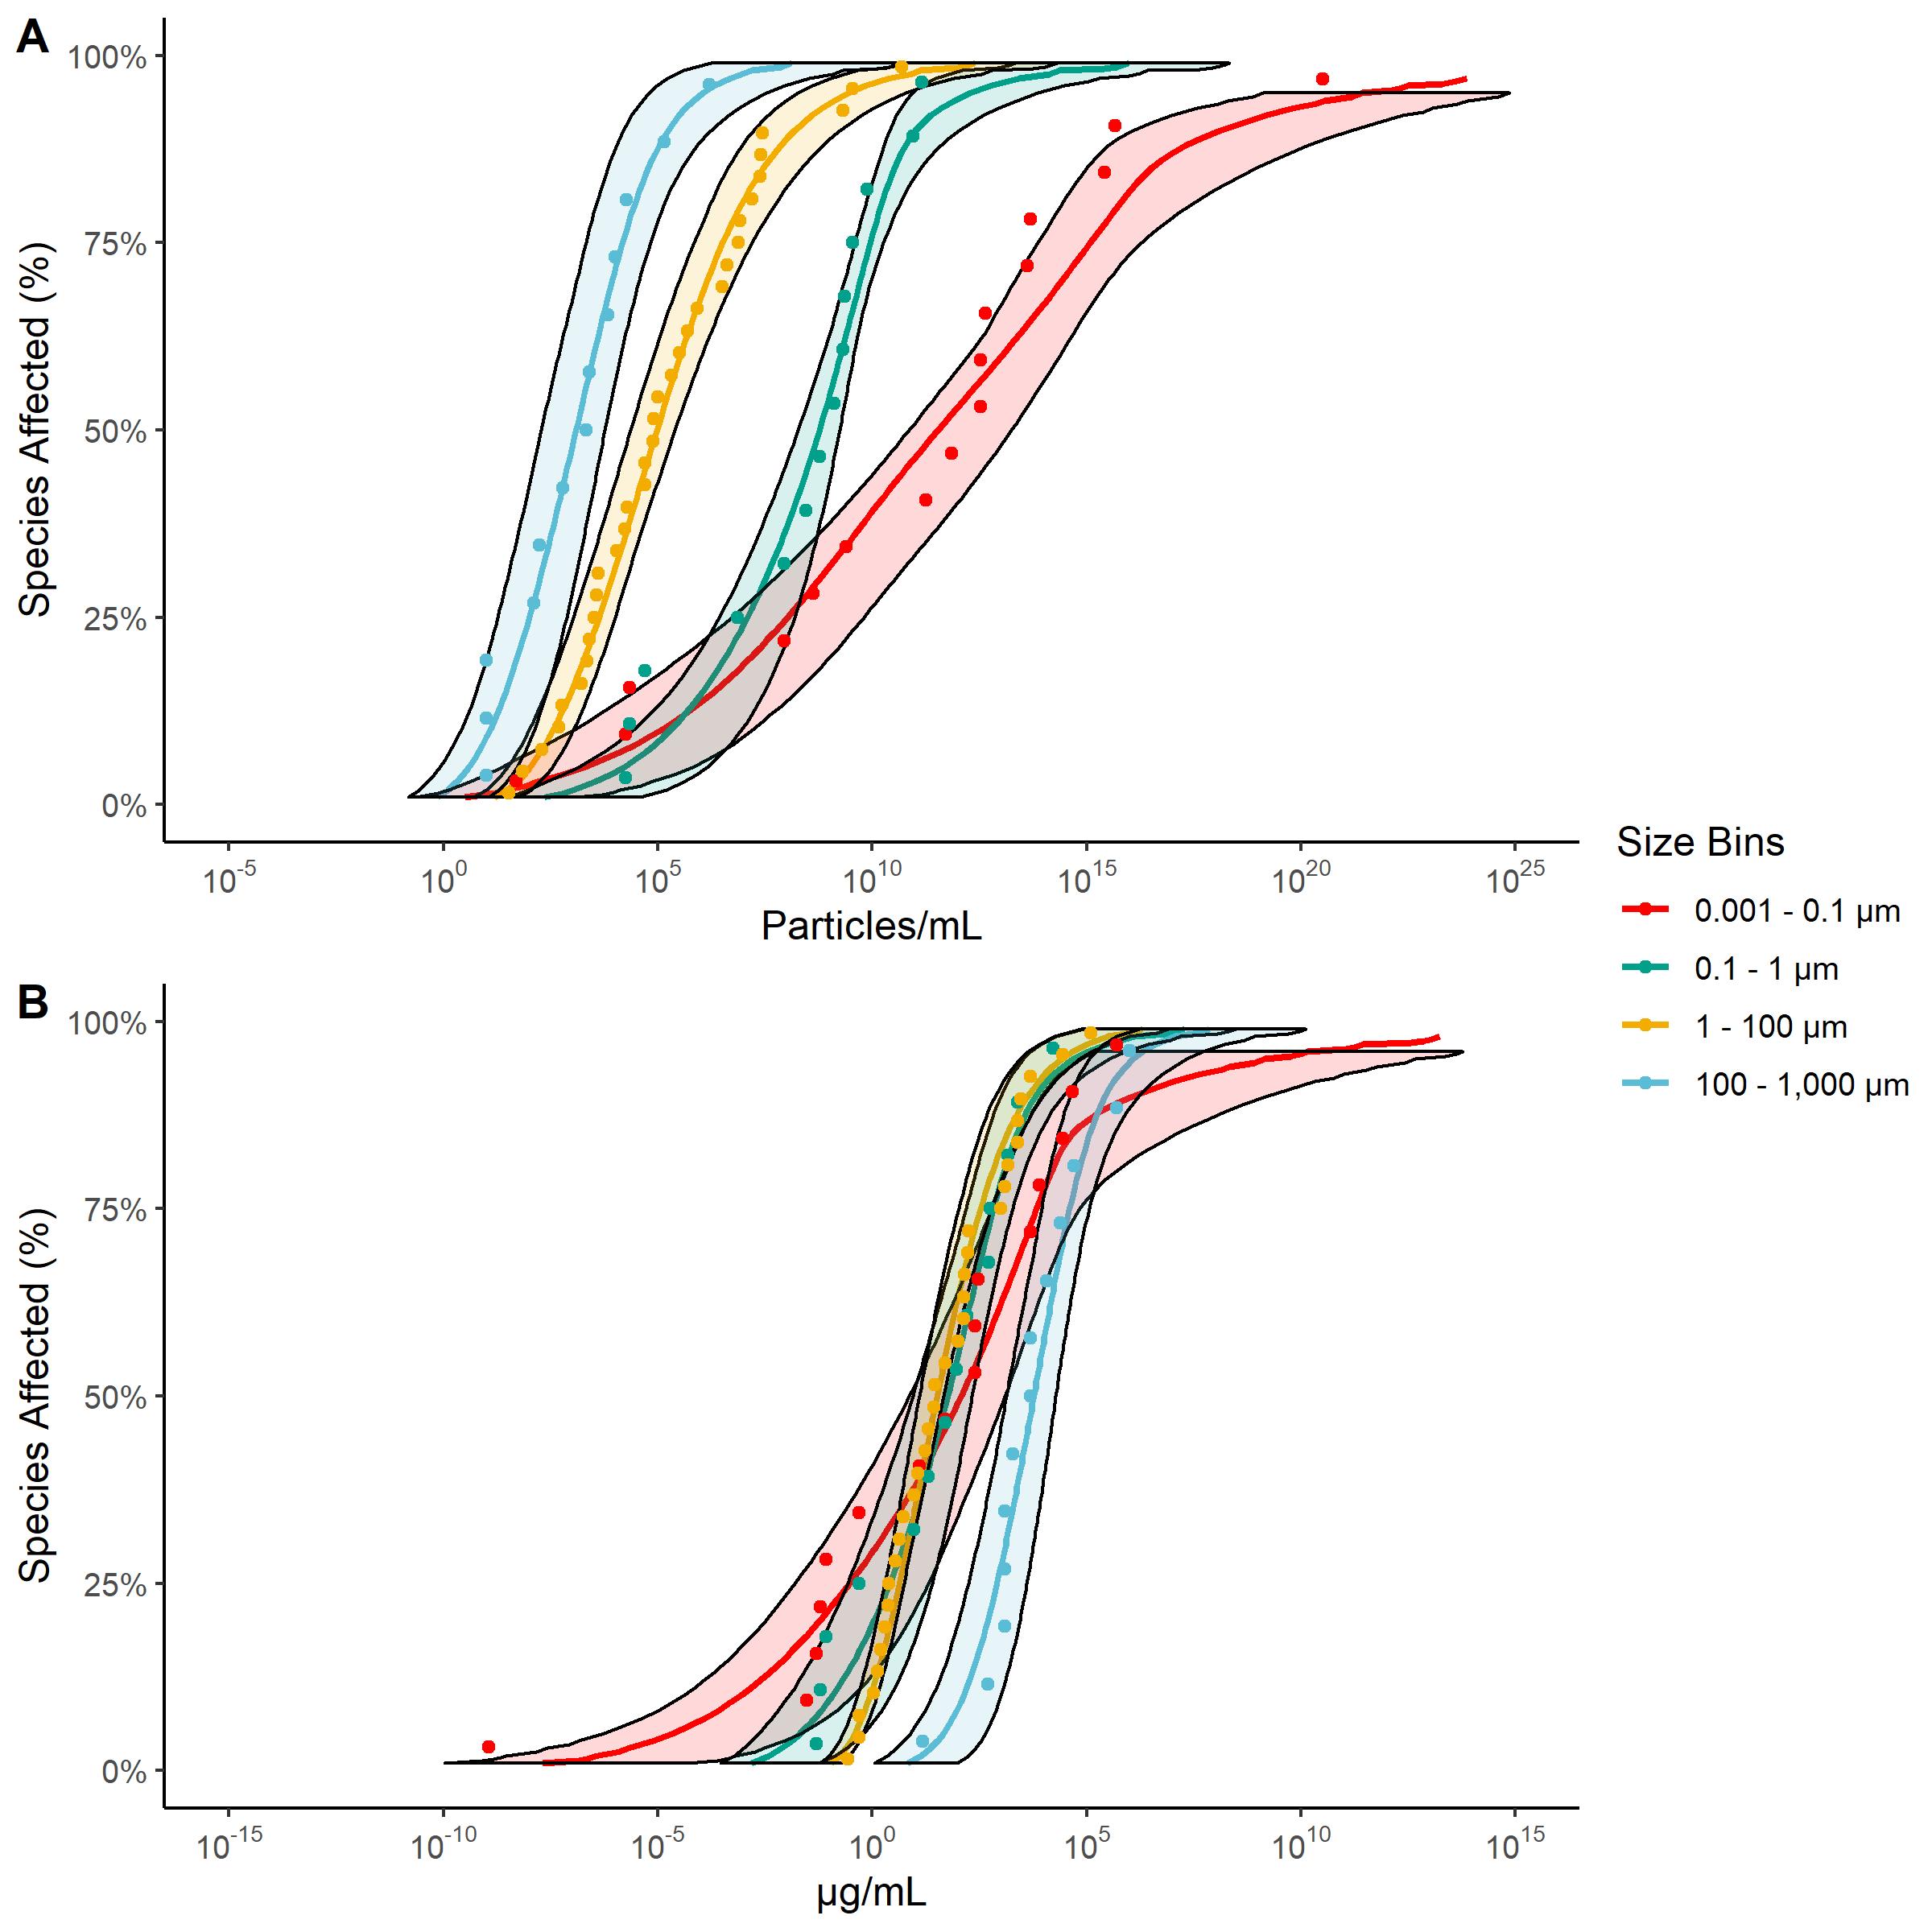 A
100%
75%
50%
25%
0%
Species Affected (%)
10^-5 10^0 10^5 10^10 10^15 10^20 10^25
Particles/mL
Size Bins
0.001 - 0.1 µm
0.1 - 1 µm
1 - 100 µm
100 - 1,000 µm
B
100%
75%
50%
25%
0%
Species Affected (%)
10^-15 10^-10 10^-5 10^0 10^5 10^10 10^15
µg/mL